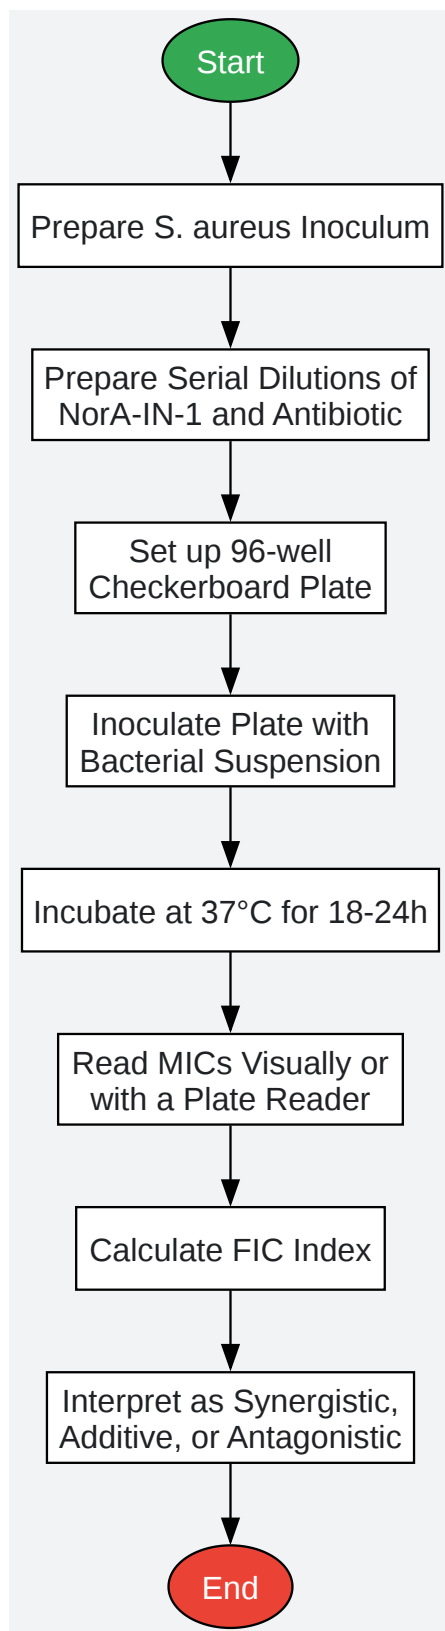 Start
Prepare S. aureus Inoculum
Prepare Serial Dilutions of
NorA-IN-1 and Antibiotic
Set up 96-well
Checkerboard Plate
Inoculate Plate with
Bacterial Suspension
Incubate at 37°C for 18-24h
Read MICs Visually or
with a Plate Reader
Calculate FIC Index
Interpret as Synergistic,
Additive, or Antagonistic
End